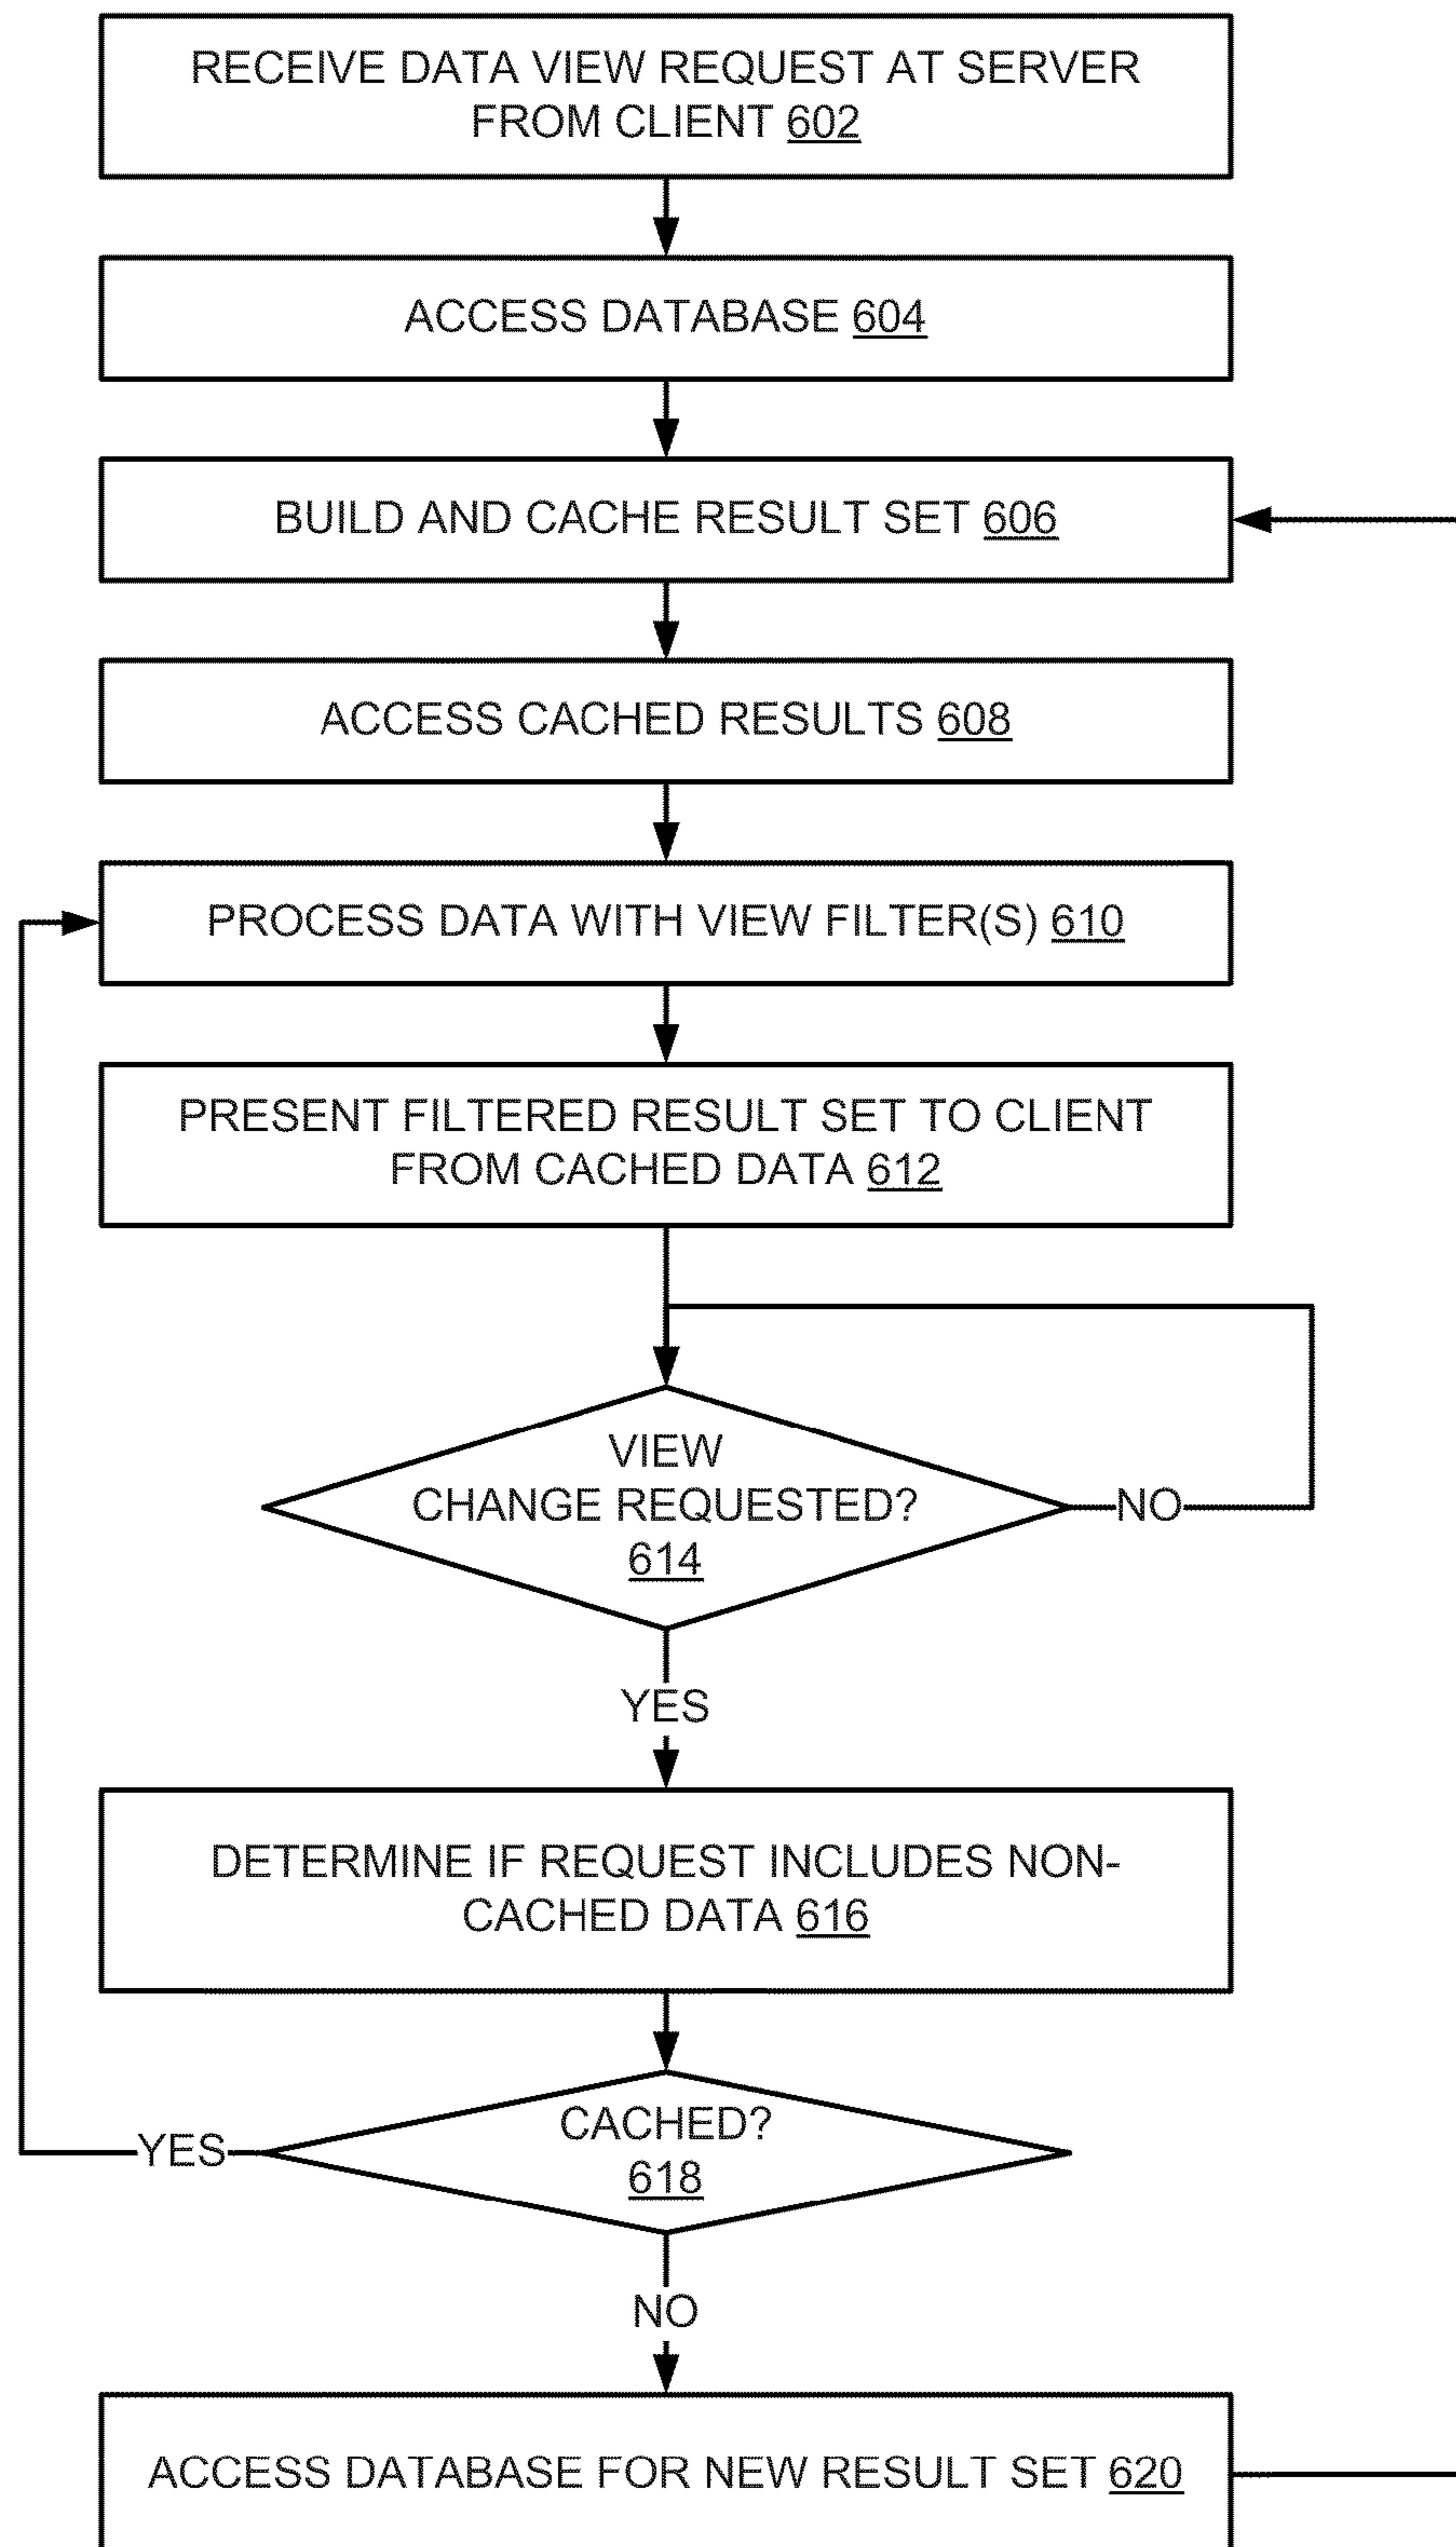 RECEIVE DATA VIEW REQUEST AT SERVER
FROM CLIENT 602
ACCESS DATABASE 604
BUILD AND CACHE RESULT SET 606
ACCESS CACHED RESULTS 608
PROCESS DATA WITH VIEW FILTER(S) 610
PRESENT FILTERED RESULT SET TO CLIENT
FROM CACHED DATA 612
VIEW
CHANGE REQUESTED?
614
NO
YES
DETERMINE IF REQUEST INCLUDES NON-
CACHED DATA 616
CACHED?
618
YES
NO
ACCESS DATABASE FOR NEW RESULT SET 620